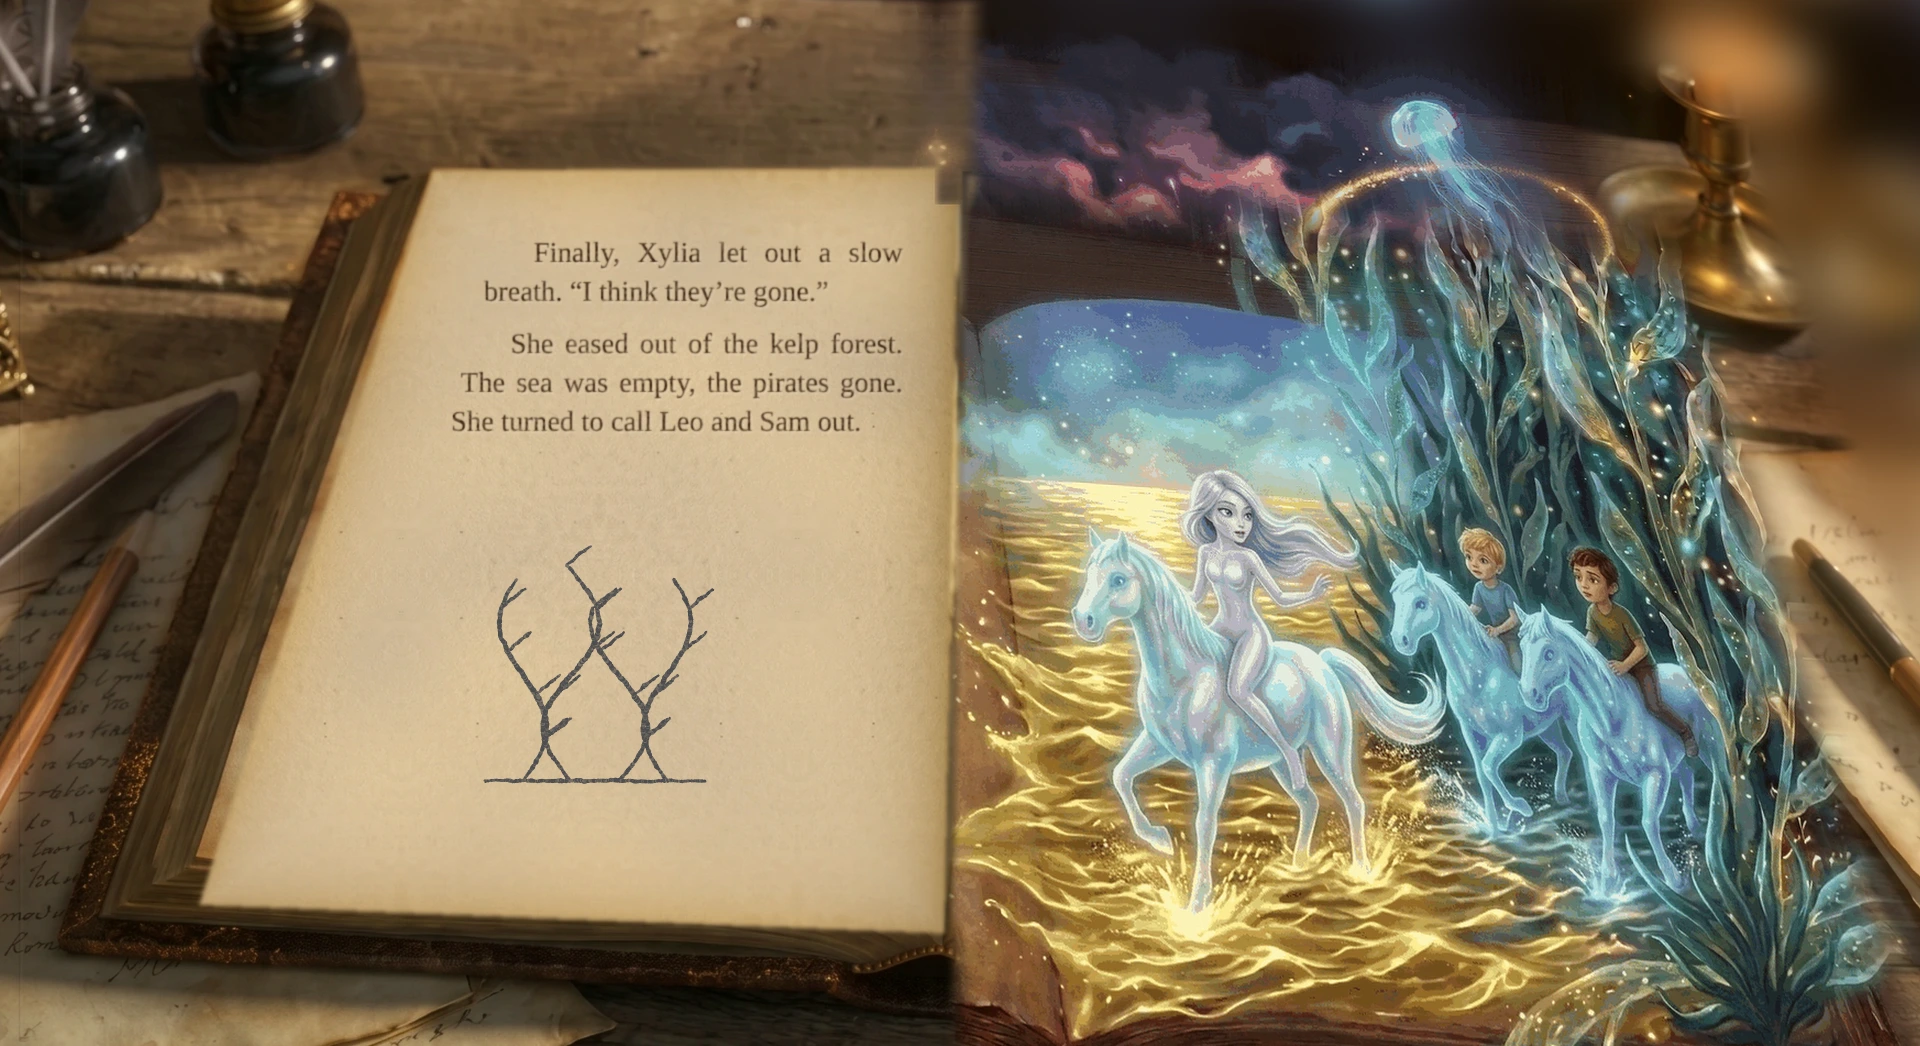 Finally, Xylia let out a slow
breath. “I think they’re gone.”
She eased out of the kelp forest.
The sea was empty, the pirates gone.
She turned to call Leo and Sam out.